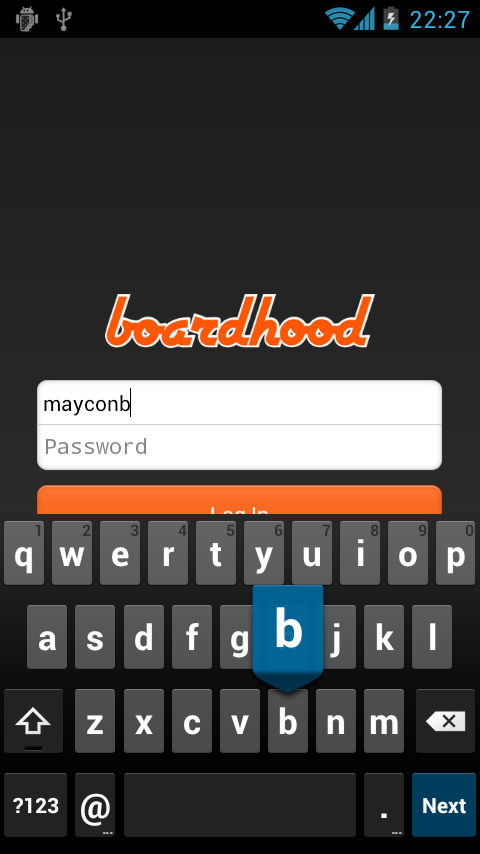 22:27
boardhood
mayconb
Password
Log In
1 2 3 4 5 6 7 8 9 0
q w e r t y u i o p
a s d f g b j k l
z x c v b n m
?123 @ ... . ... Next